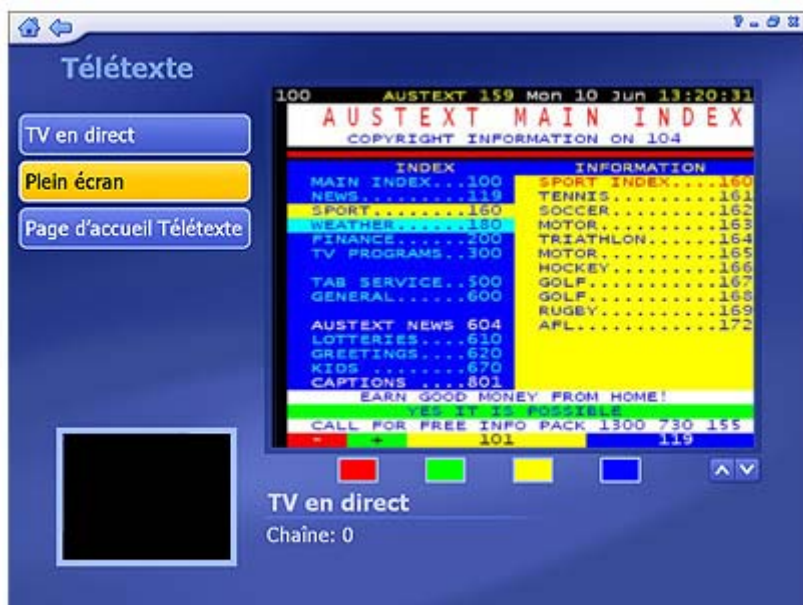 Télétexte
TV en direct
Plein écran
Page d'accueil Télétexte
100 AUSTEXT 159 Mon 10 Jun 13:20:31
AUSTEXT MAIN INDEX
COPYRIGHT INFORMATION ON 104
INDEX
MAIN INDEX...100
NEWS.........119
SPORT........160
WEATHER......180
FINANCE......200
TV PROGRAMS..300
TAB SERVICE..500
GENERAL......600
AUSTEXT NEWS 604
LOTTERIES....610
GREETINGS....620
KIDS ........670
CAPTIONS ....801
INFORMATION
SPORT INDEX....160
TENNIS.........161
SOCCER.........162
MOTOR..........163
TRIATHLON......164
MOTOR..........165
HOCKEY.........166
GOLF...........167
GOLF...........168
RUGBY..........169
AFL............172
EARN GOOD MONEY FROM HOME!
YES IT IS POSSIBLE
CALL FOR FREE INFO PACK 1300 730 155
- + 101 119
TV en direct
Chaîne: 0